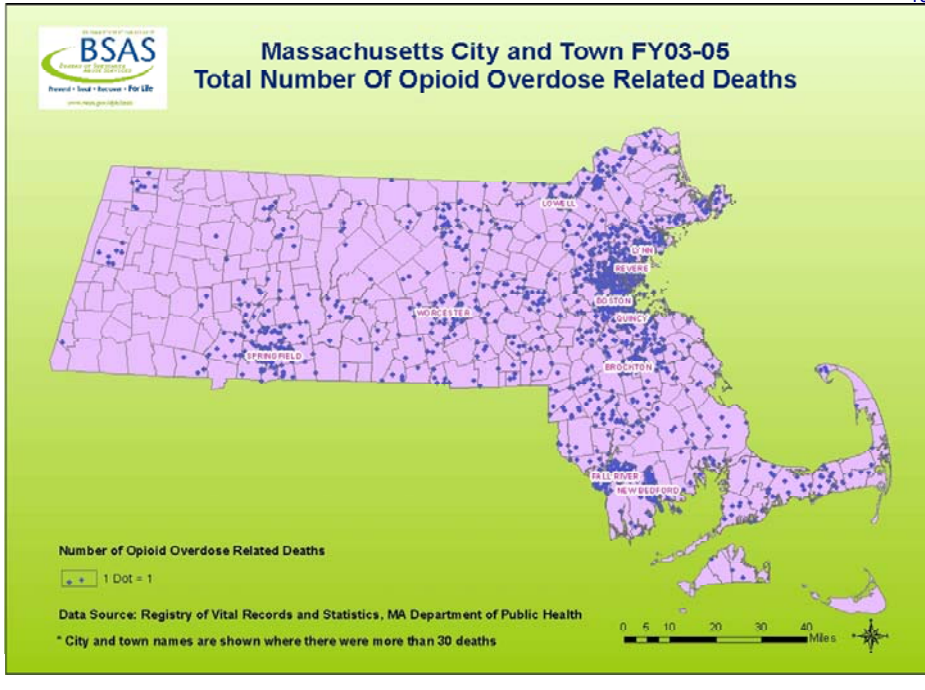 BSAS
Prevent • Treat • Recover • For Life
Massachusetts City and Town FY03-05
Total Number Of Opioid Overdose Related Deaths
LOWELL
LYNN
REVERE
BOSTON
WORCESTER
QUINCY
SPRINGFIELD
BROCKTON
FALL RIVER
NEW BEDFORD
Number of Opioid Overdose Related Deaths
1 Dot = 1
Data Source: Registry of Vital Records and Statistics, MA Department of Public Health
* City and town names are shown where there were more than 30 deaths
0 5 10 20 30 40
Miles